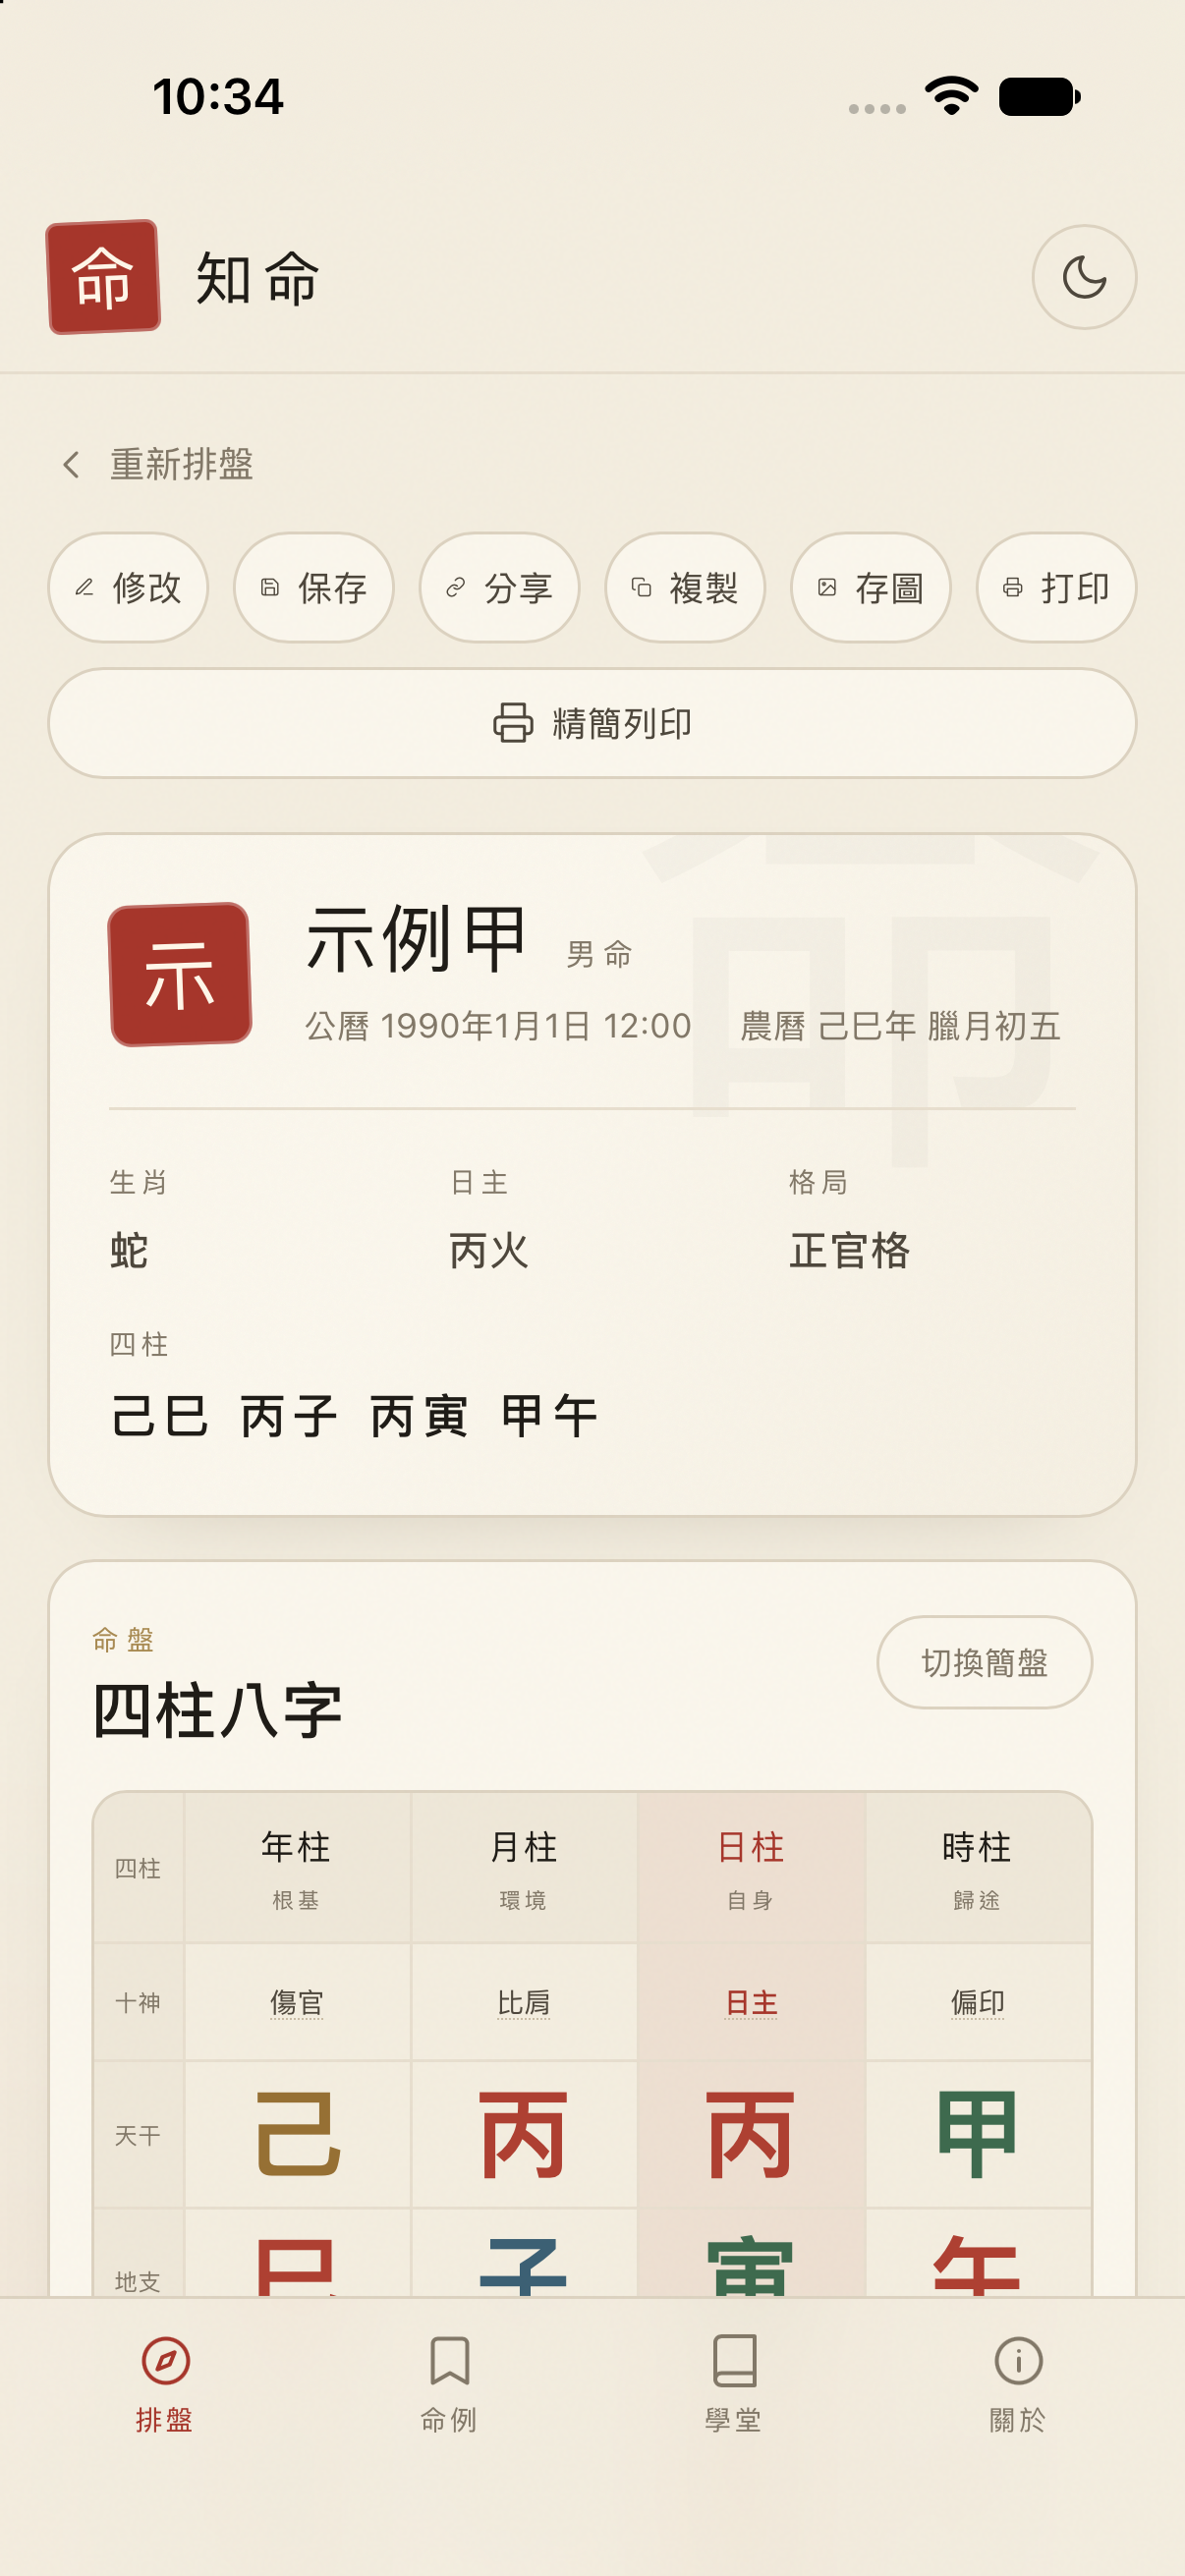 10:34
命 知命
重新排盤
修改 保存 分享 複製 存圖 打印
精簡列印
命
示 示例甲 男命
公曆 1990年1月1日 12:00 農曆 己巳年 臘月初五
生肖 日主 格局
蛇 丙火 正官格
四柱
己巳 丙子 丙寅 甲午
命盤
切換簡盤
四柱八字
四柱 年柱 月柱 日柱 時柱
根基 環境 自身 歸途
十神 傷官 比肩 日主 偏印
天干 己 丙 丙 甲
地支 巳 子 寅 午
排盤 命例 學堂 關於